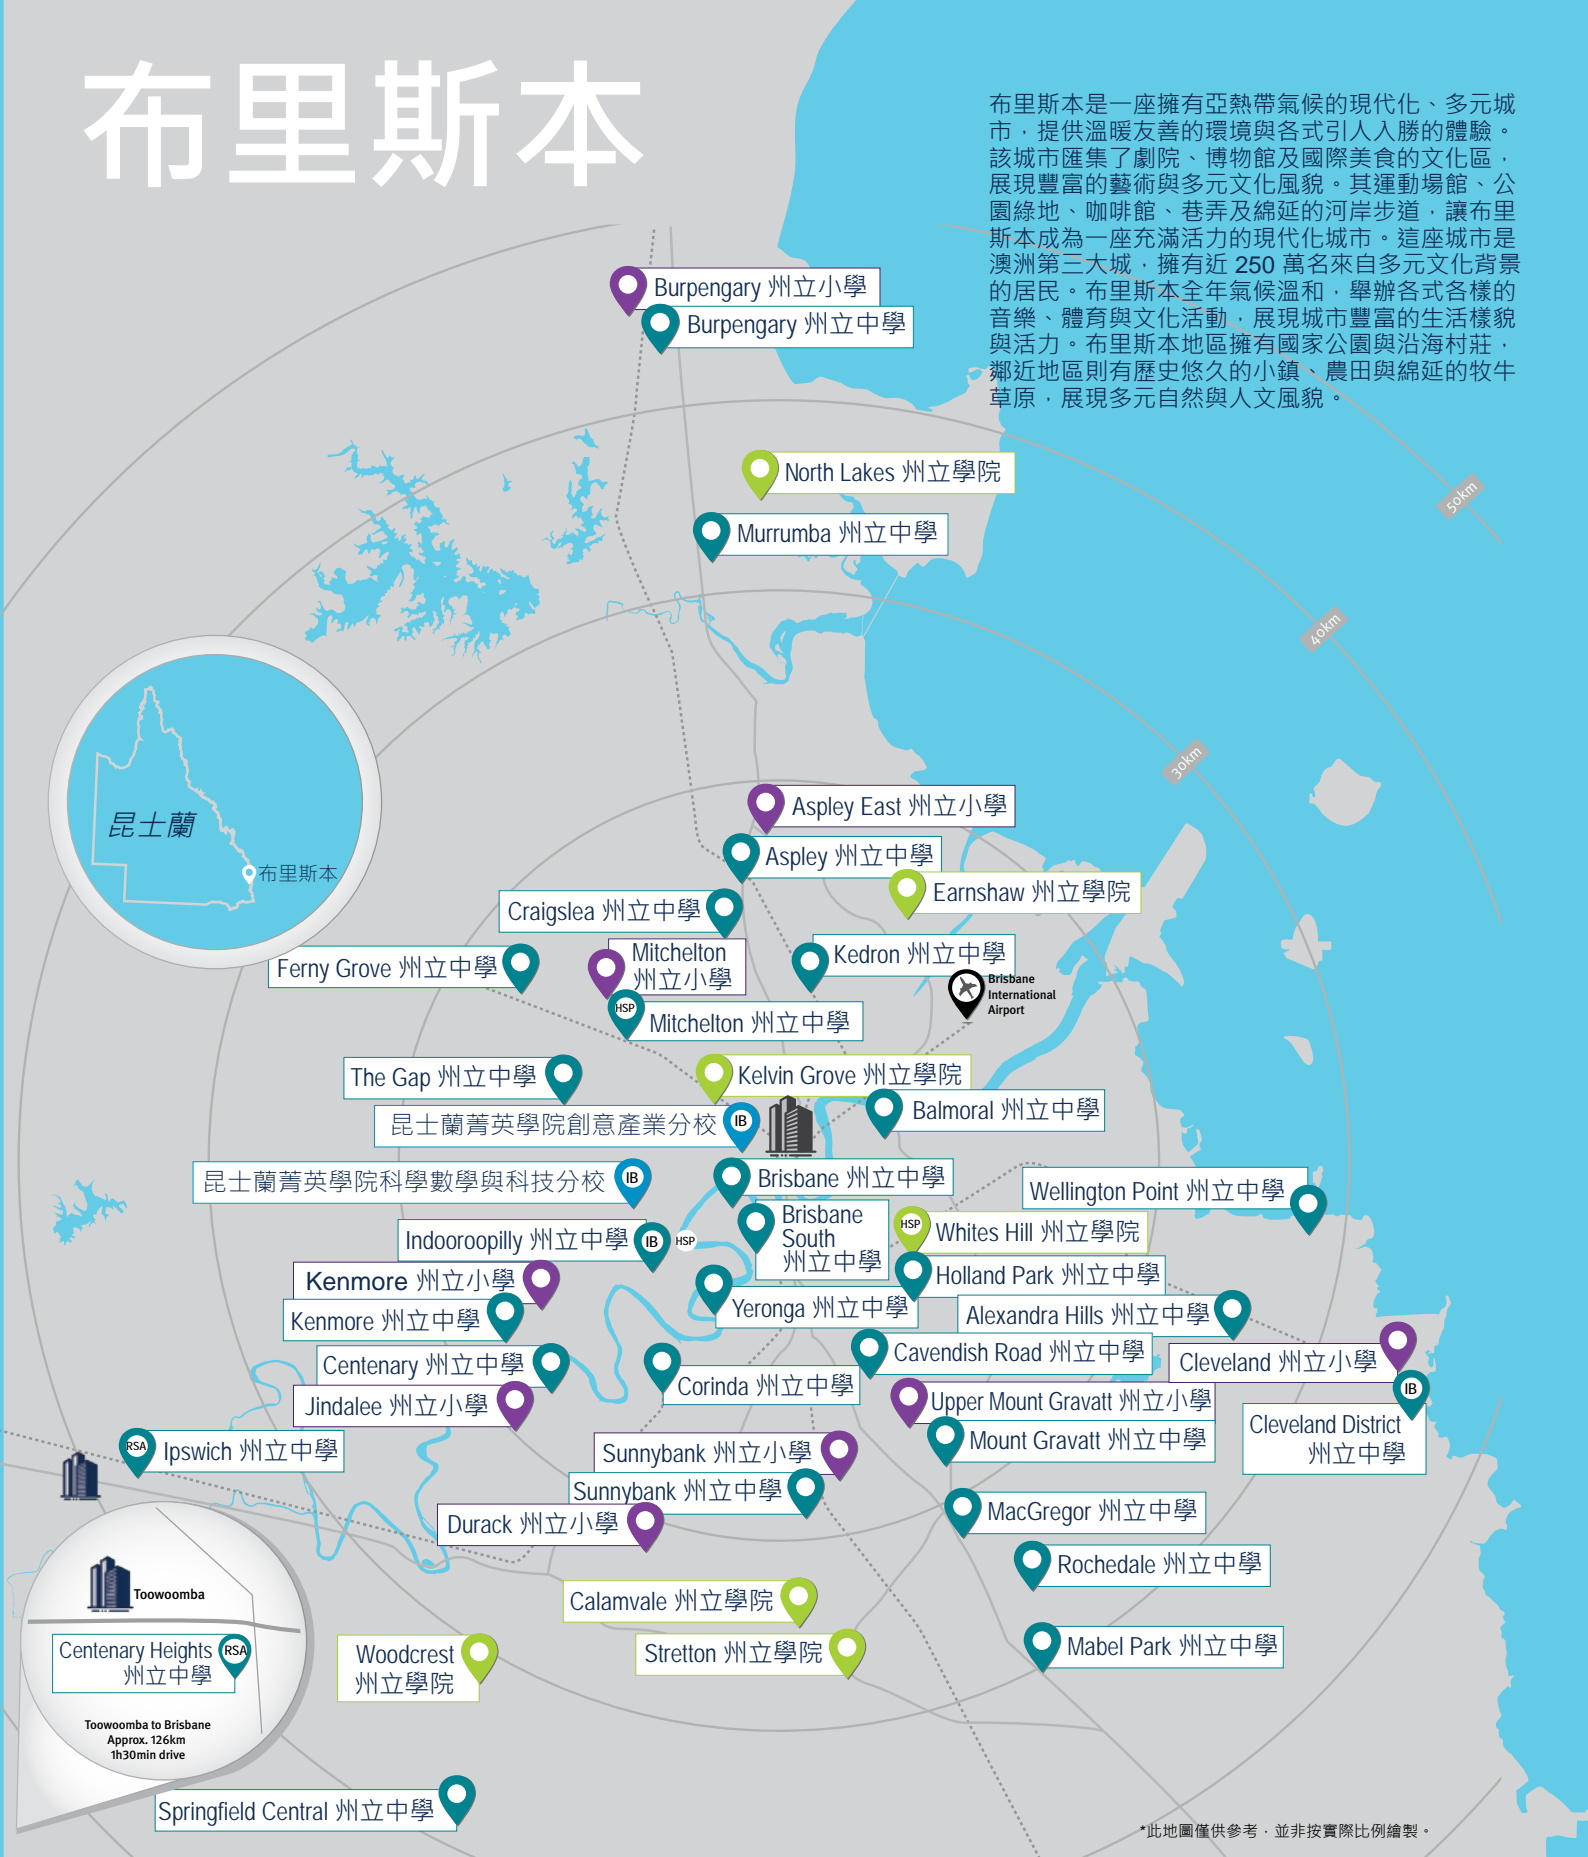 布里斯本
布里斯本是一座擁有亞熱帶氣候的現代化、多元城
市，提供溫暖友善的環境與各式引人入勝的體驗。
該城市匯集了劇院、博物館及國際美食的文化區，
展現豐富的藝術與多元文化風貌。其運動場館、公
園綠地、咖啡館、巷弄及綿延的河岸步道，讓布里
斯本成為一座充滿活力的現代化城市。這座城市是
澳洲第三大城，擁有近 250 萬名來自多元文化背景
的居民。布里斯本全年氣候溫和，舉辦各式各樣的
音樂、體育與文化活動，展現城市豐富的生活樣貌
與活力。布里斯本地區擁有國家公園與沿海村莊，
鄰近地區則有歷史悠久的小鎮、農田與綿延的牧牛
草原，展現多元自然與人文風貌。
Burpengary 州立小學
Burpengary 州立中學
North Lakes 州立學院
50km
Murrumba 州立中學
40km
30km
昆士蘭
布里斯本
Aspley East 州立小學
Aspley 州立中學
Earnshaw 州立學院
Craigslea 州立中學
Mitchelton
州立小學
Kedron 州立中學
Ferny Grove 州立中學
Brisbane
International
Airport
HSP
Mitchelton 州立中學
The Gap 州立中學
Kelvin Grove 州立學院
Balmoral 州立中學
昆士蘭菁英學院創意產業分校
IB
昆士蘭菁英學院科學數學與科技分校
IB
Brisbane 州立中學
Wellington Point 州立中學
Brisbane
South
州立中學
HSP
Whites Hill 州立學院
Indooroopilly 州立中學
IB
HSP
Holland Park 州立中學
Kenmore 州立小學
Kenmore 州立中學
Yeronga 州立中學
Alexandra Hills 州立中學
Cavendish Road 州立中學
Cleveland 州立小學
Centenary 州立中學
Corinda 州立中學
IB
Jindalee 州立小學
Upper Mount Gravatt 州立小學
Cleveland District
州立中學
Mount Gravatt 州立中學
RSA
Ipswich 州立中學
Sunnybank 州立小學
Sunnybank 州立中學
Durack 州立小學
MacGregor 州立中學
Rochedale 州立中學
Toowoomba
Calamvale 州立學院
Centenary Heights
州立中學
RSA
Woodcrest
州立學院
Stretton 州立學院
Mabel Park 州立中學
Toowoomba to Brisbane
Approx. 126km
1h30min drive
Springfield Central 州立中學
*此地圖僅供參考，並非按實際比例繪製。